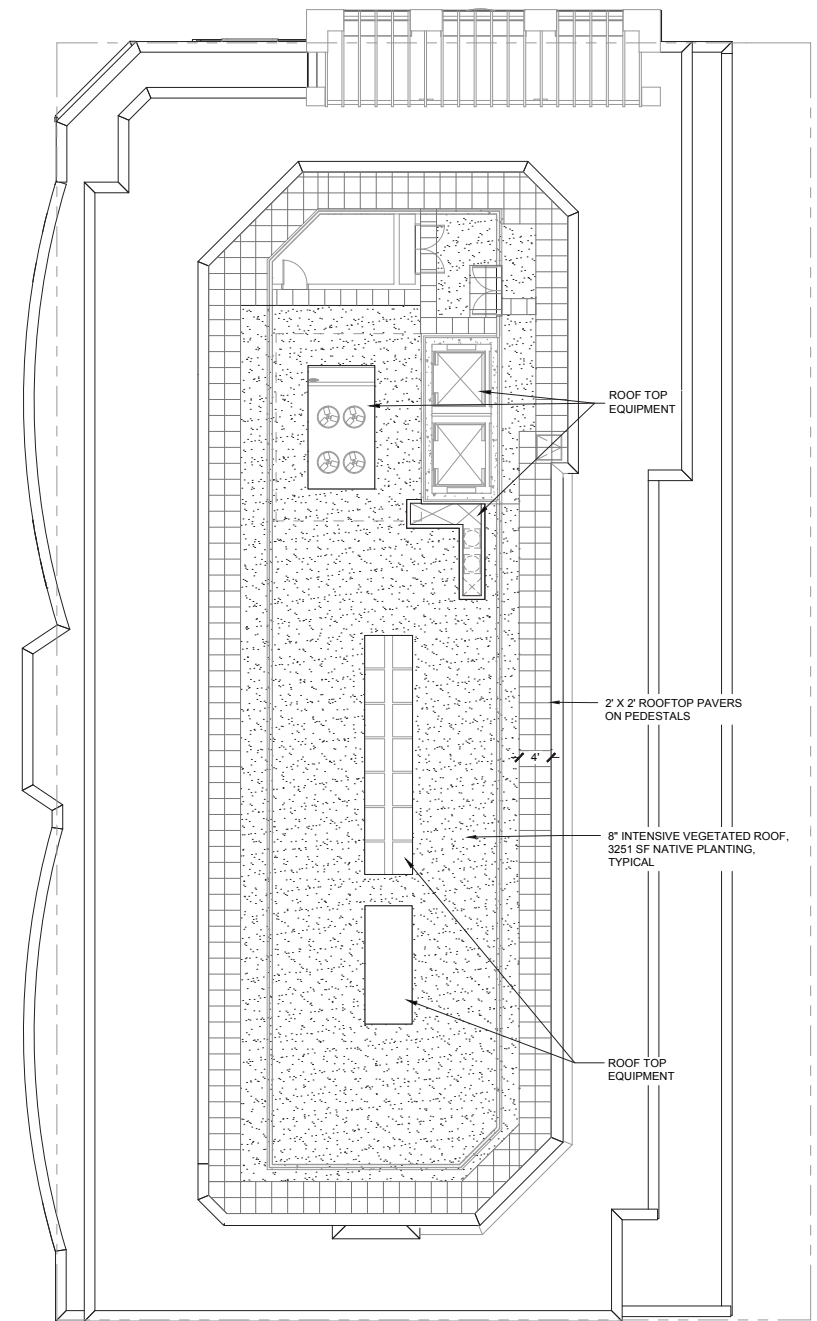 ROOF TOP
EQUIPMENT
2' X 2' ROOFTOP PAVERS
ON PEDESTALS
4'
8" INTENSIVE VEGETATED ROOF,
3251 SF NATIVE PLANTING,
TYPICAL
ROOF TOP
EQUIPMENT